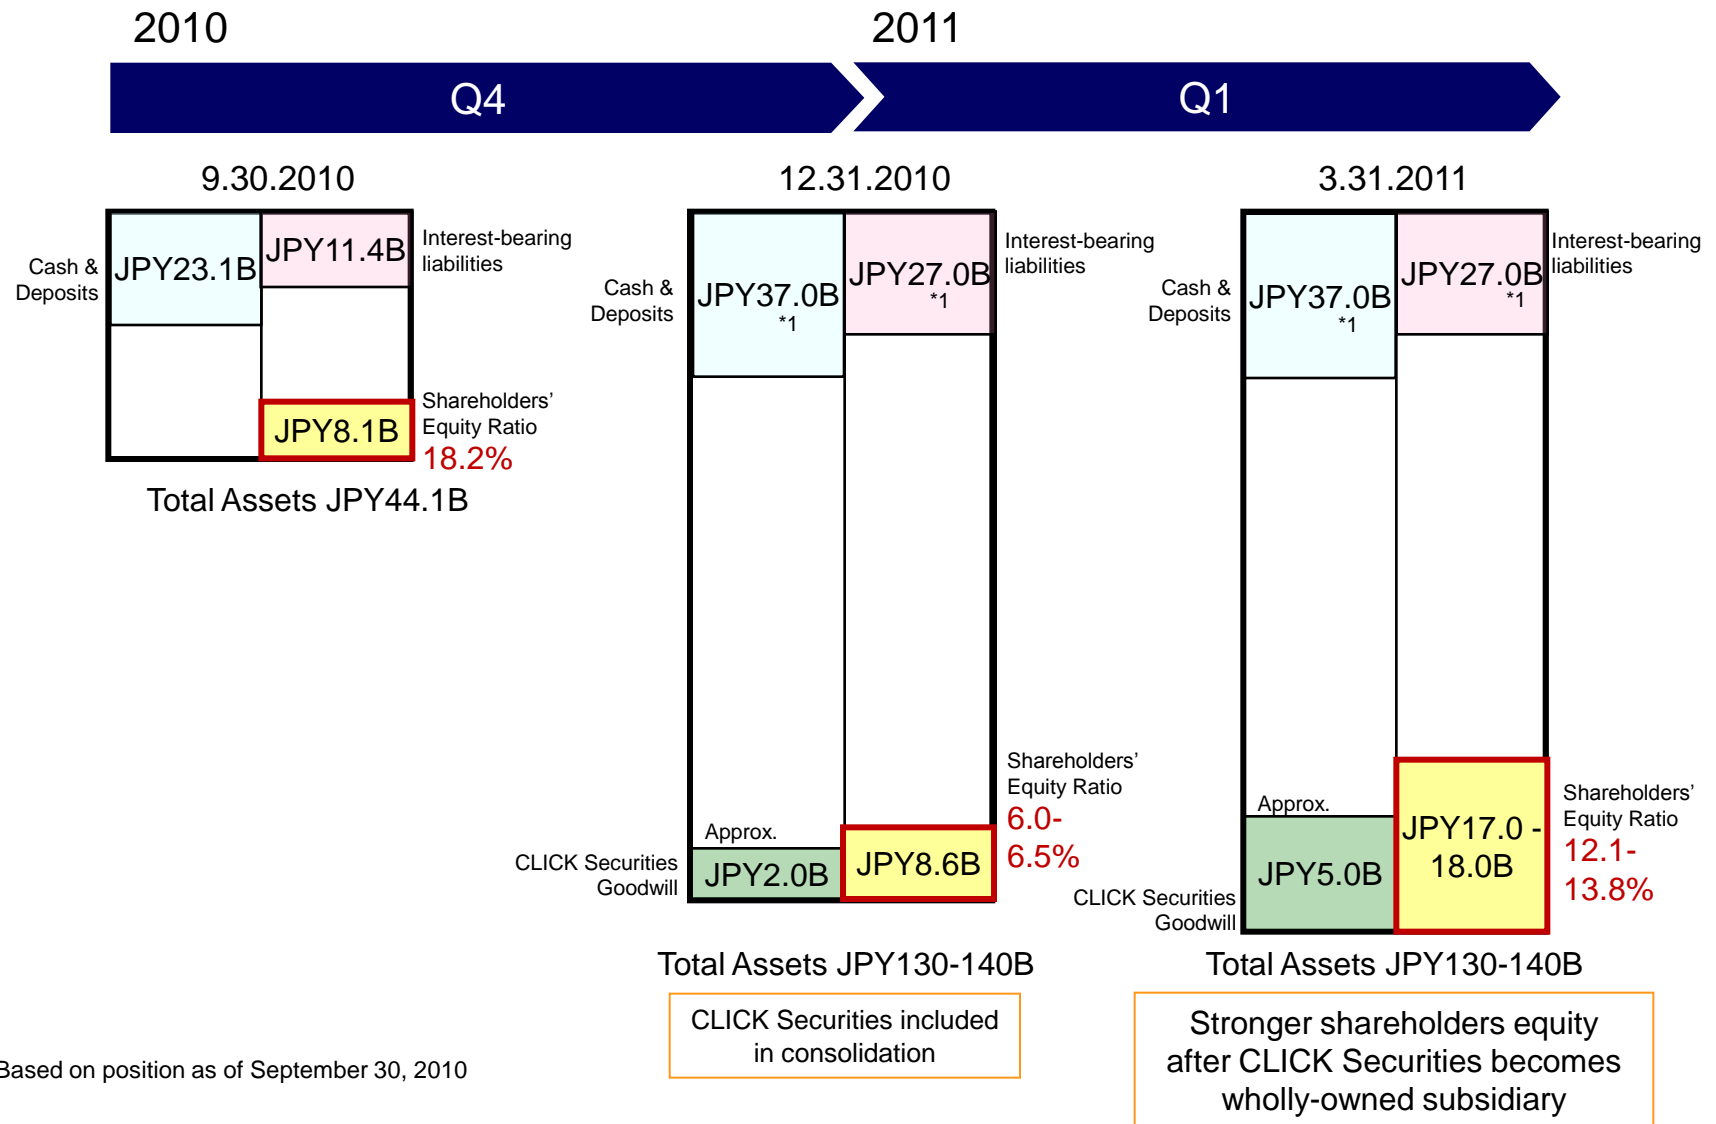 2010
2011
Q4
Q1
9.30.2010
Cash &
Deposits
JPY23.1B
JPY11.4B
Interest-bearing
liabilities
JPY8.1B
Shareholders'
Equity Ratio
18.2%
Total Assets JPY44.1B
12.31.2010
Cash &
Deposits
JPY37.0B
*1
JPY27.0B
*1
Interest-bearing
liabilities
Approx.
CLICK Securities
Goodwill
JPY2.0B
JPY8.6B
Shareholders'
Equity Ratio
6.0-
6.5%
Total Assets JPY130-140B
CLICK Securities included
in consolidation
3.31.2011
Cash &
Deposits
JPY37.0B
*1
JPY27.0B
*1
Interest-bearing
liabilities
Approx.
CLICK Securities
Goodwill
JPY5.0B
JPY17.0 -
18.0B
Shareholders'
Equity Ratio
12.1-
13.8%
Total Assets JPY130-140B
Stronger shareholders equity
after CLICK Securities becomes
wholly-owned subsidiary
Based on position as of September 30, 2010